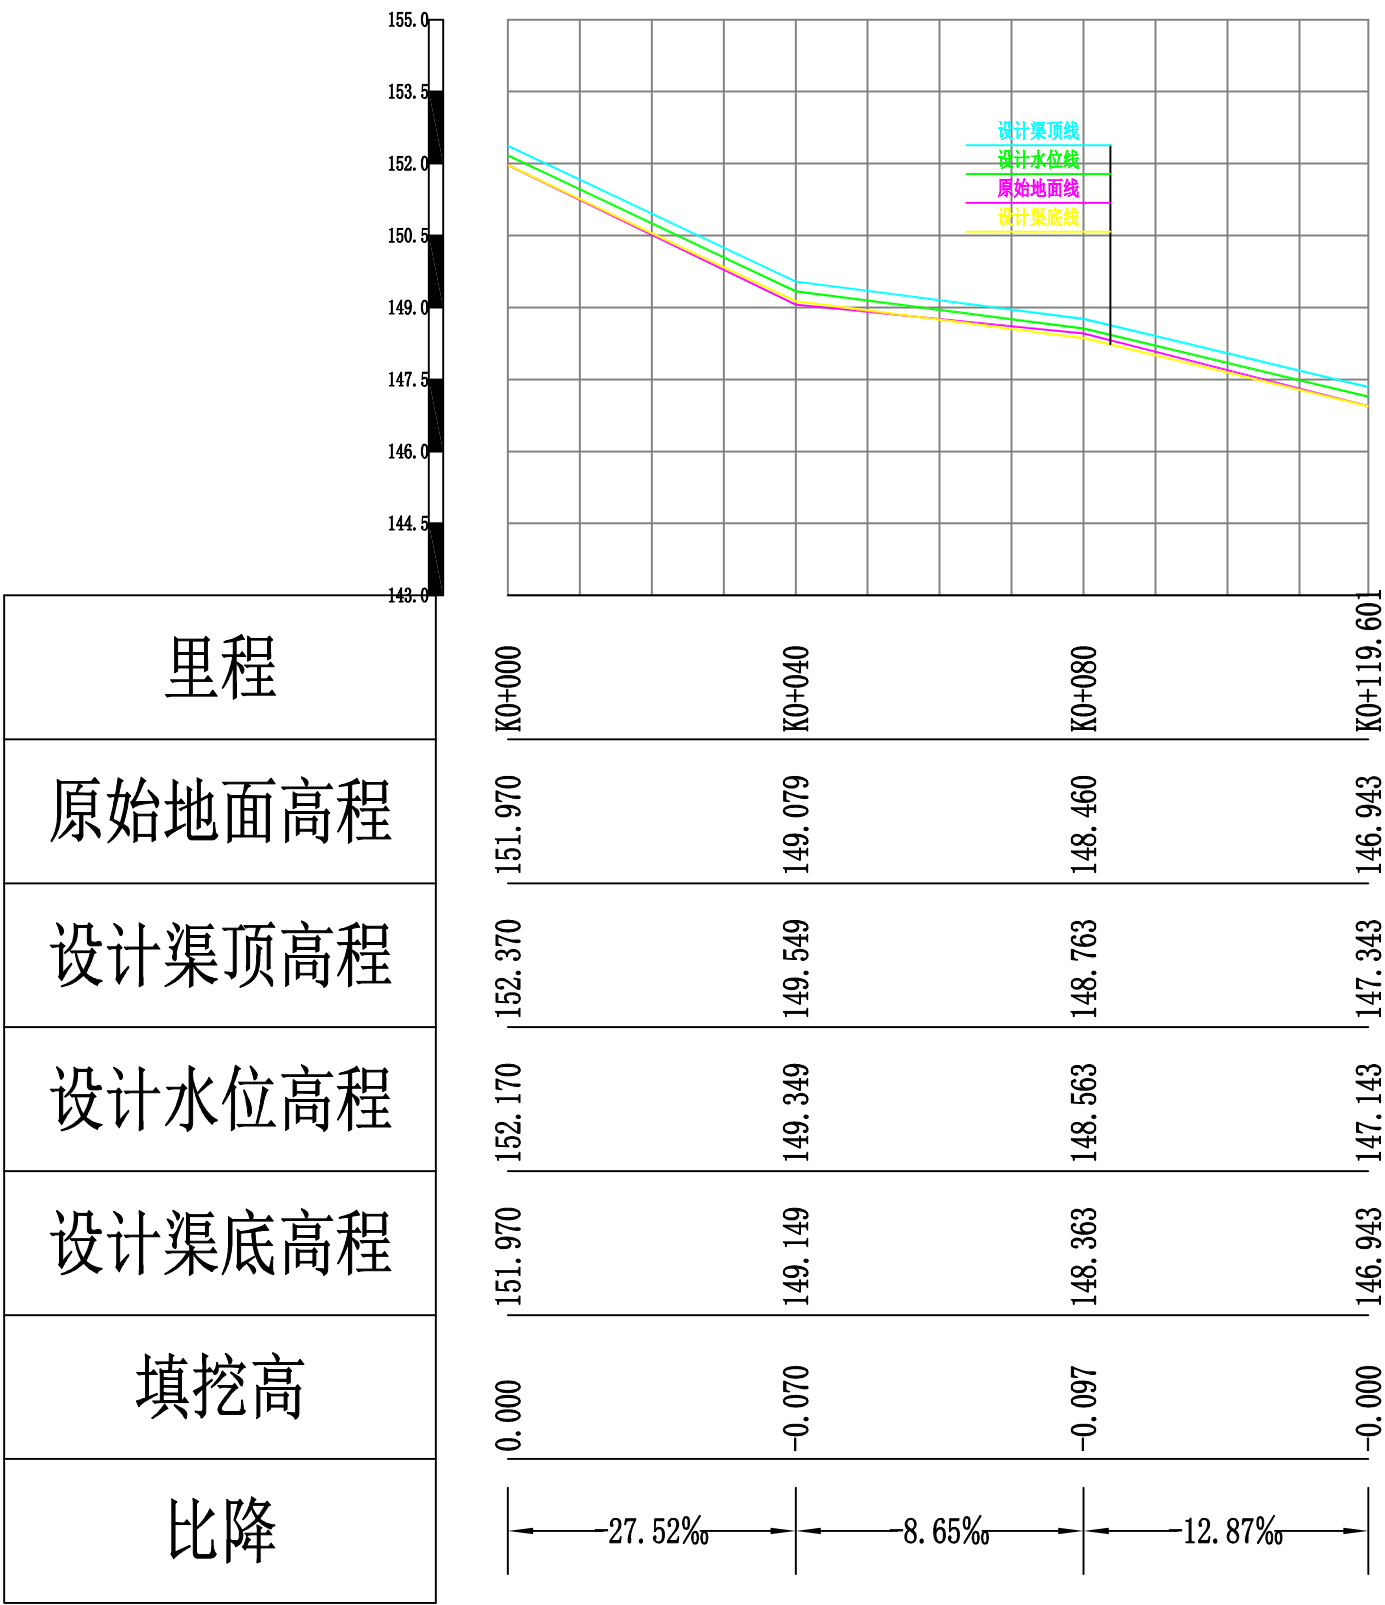 155.0
153.5
152.0
150.5
149.0
147.5
146.0
144.5
143.0
设计渠顶线
设计水位线
原始地面线
设计渠底线
里程 K0+000 K0+040 K0+080 K0+119.601
原始地面高程 151.970 149.079 148.460 146.943
设计渠顶高程 152.370 149.549 148.763 147.343
设计水位高程 152.170 149.349 148.563 147.143
设计渠底高程 151.970 149.149 148.363 146.943
填挖高 0.000 -0.070 -0.097 -0.000
比降 -27.52‰ -8.65‰ -12.87‰